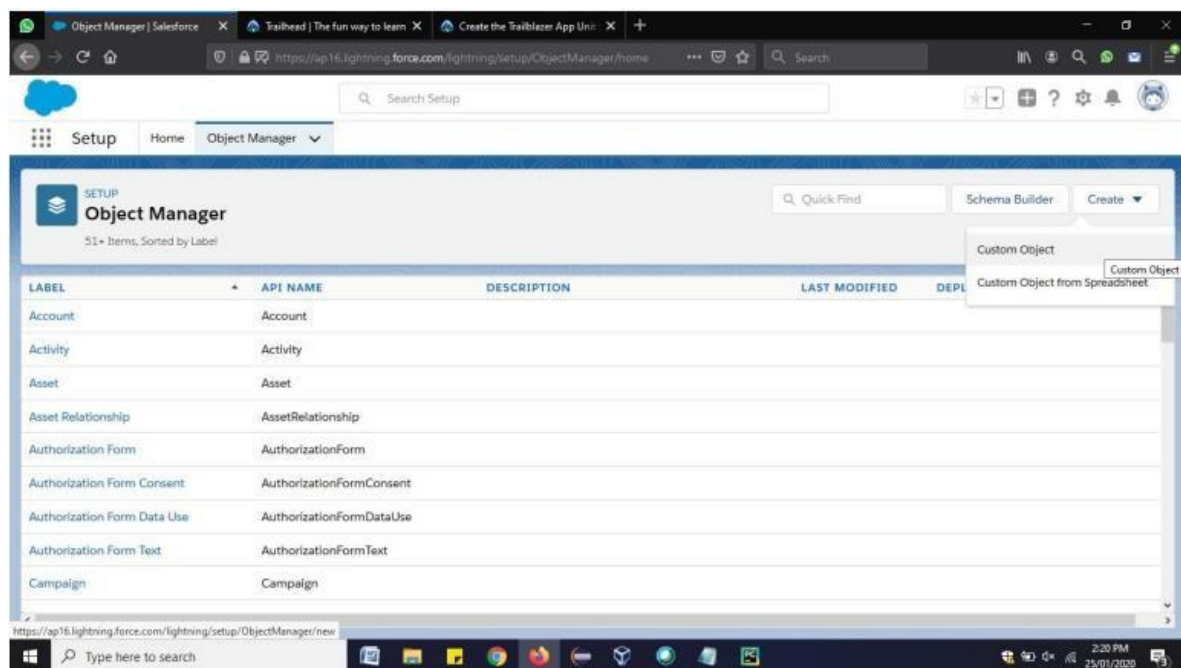 Object Manager | Salesforce
Trailhead | The fun way to learn
Create the Trailblazer App Unit
https://ap16.lightning.force.com/lightning/setup/ObjectManager/home
Search
Search Setup
Setup Home Object Manager
SETUP
Object Manager
51+ Items, Sorted by Label
Quick Find
Schema Builder
Create
Custom Object
Custom Object
Custom Object from Spreadsheet
LABEL API NAME DESCRIPTION LAST MODIFIED DEPL
Account Account
Activity Activity
Asset Asset
Asset Relationship AssetRelationship
Authorization Form AuthorizationForm
Authorization Form Consent AuthorizationFormConsent
Authorization Form Data Use AuthorizationFormDataUse
Authorization Form Text AuthorizationFormText
Campaign Campaign
https://ap16.lightning.force.com/lightning/setup/ObjectManager/new
Type here to search
2:20 PM
25/01/2020